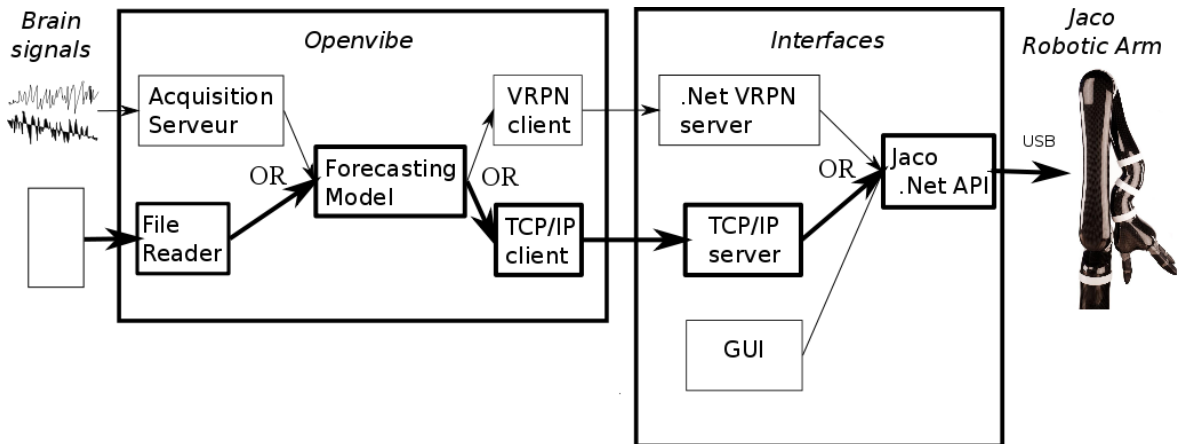 Brain
signals
Openvibe
Interfaces
Jaco
Robotic Arm
Acquisition
Serveur
VRPN
client
.Net VRPN
server
OR
Forecasting
Model
OR
OR
Jaco
.Net API
USB
File
Reader
TCP/IP
client
TCP/IP
server
GUI